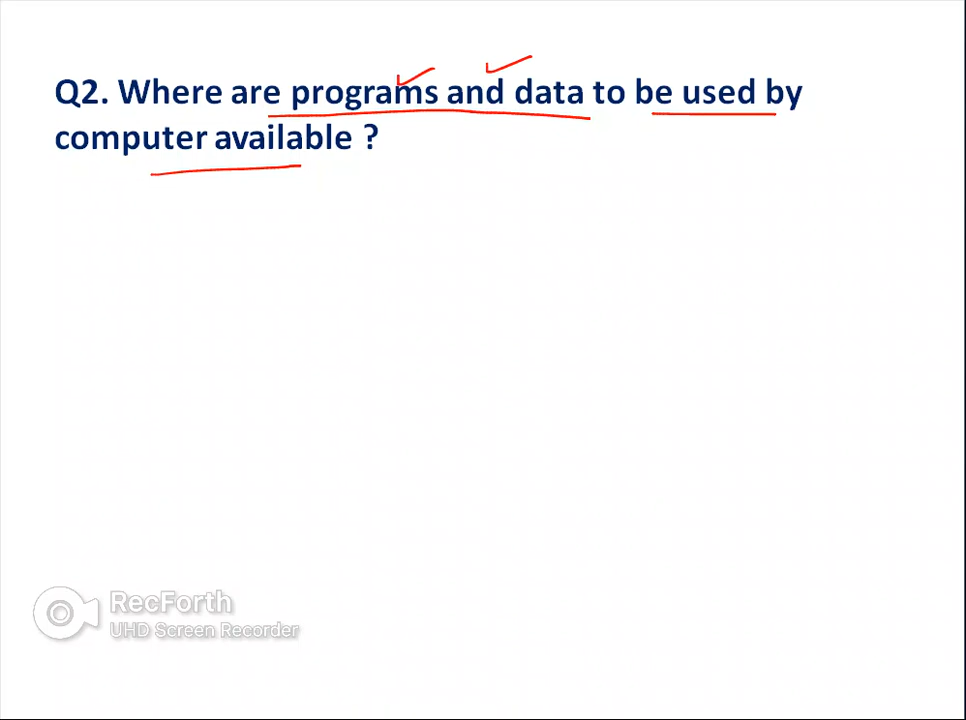 Q2. Where are programs and data to be used by
computer available ?
RecForth
UHD Screen Recorder